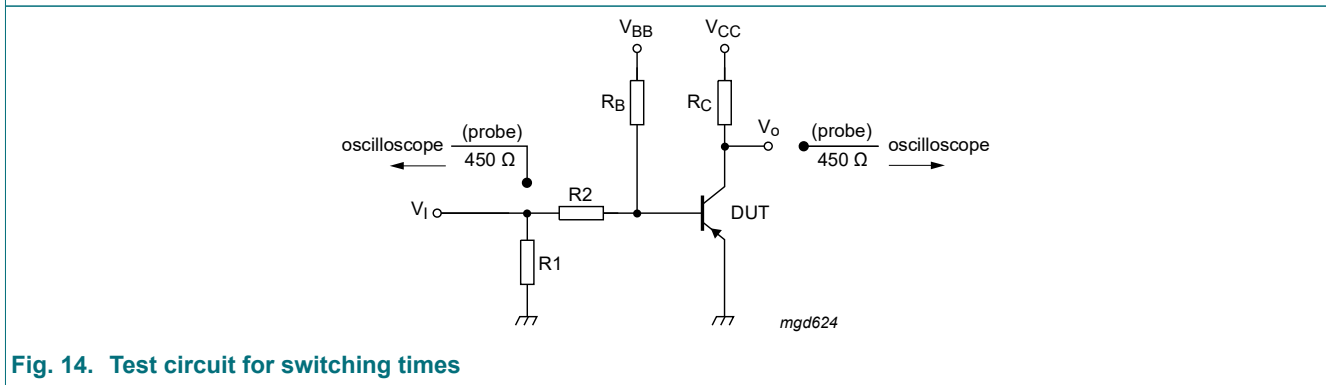 V_BB
V_CC
R_B
R_C
V_o
(probe)
oscilloscope
450 Ω
(probe)
oscilloscope
450 Ω
R2
V_I
DUT
R1
mgd624
Fig. 14. Test circuit for switching times